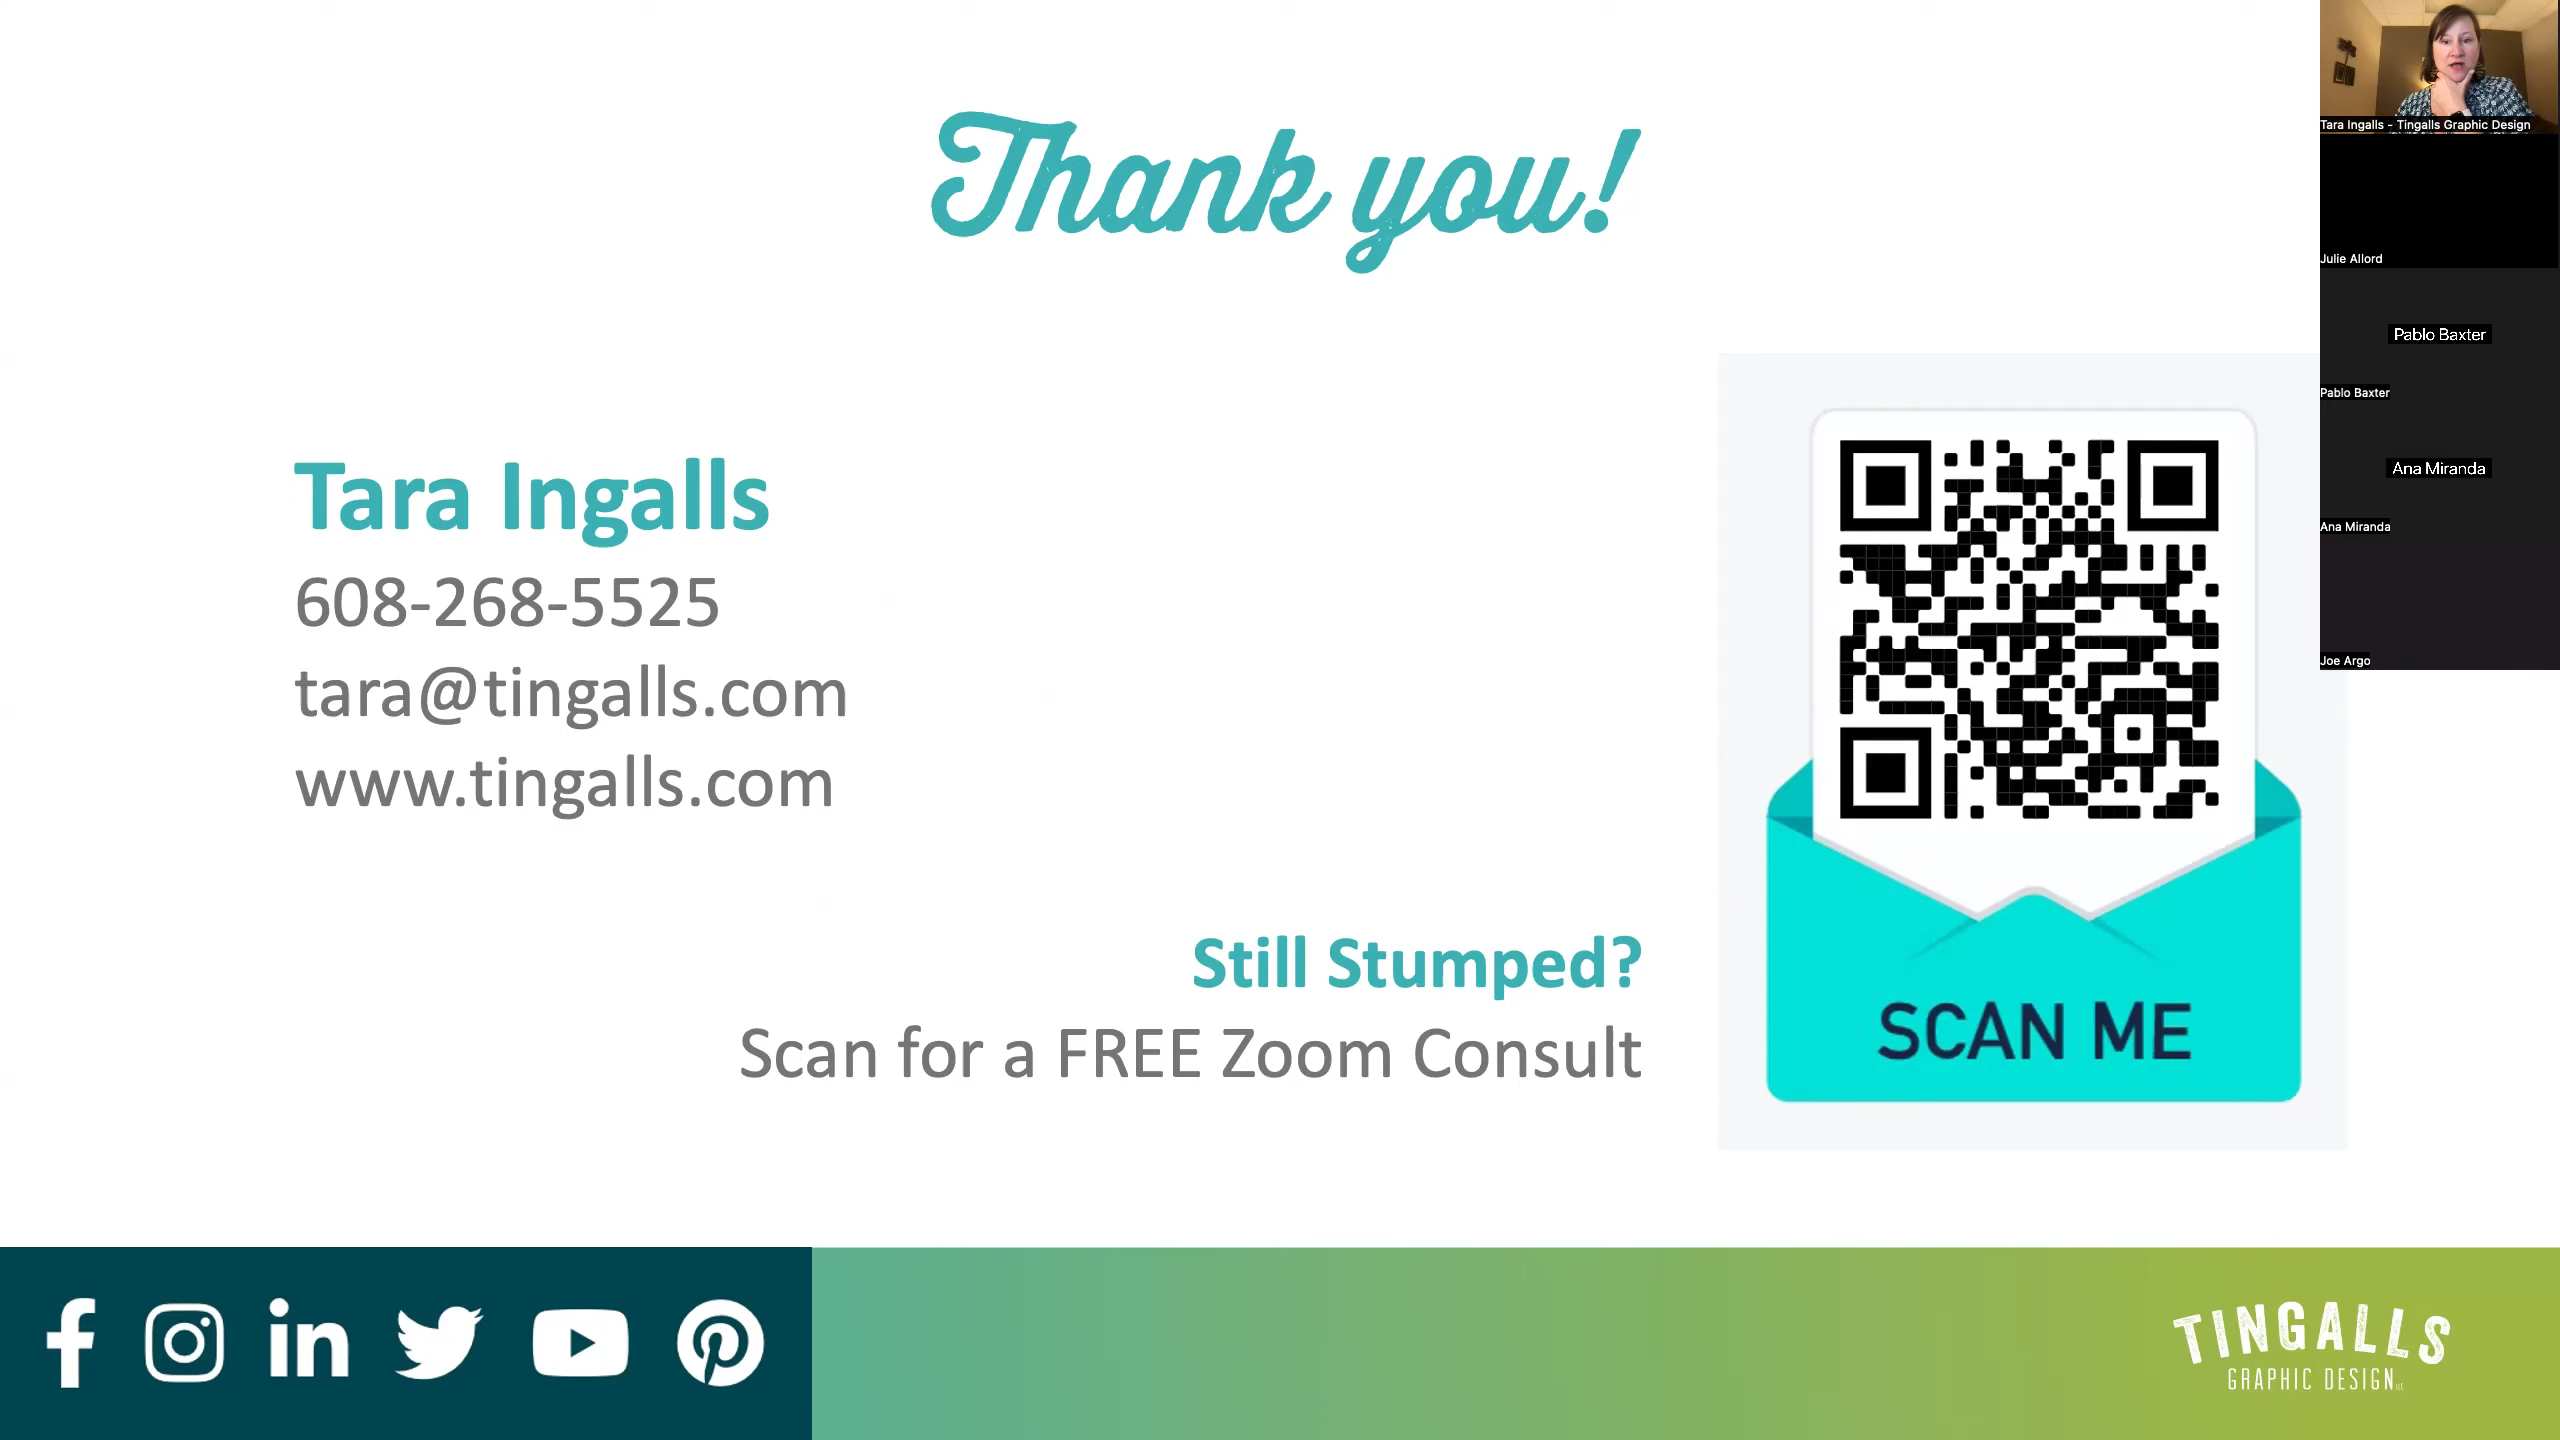 Thank you!
Tara Ingalls
608-268-5525
tara@tingalls.com
www.tingalls.com
Still Stumped?
Scan for a FREE Zoom Consult
SCAN ME
TINGALLS
GRAPHIC DESIGN LLC
Tara Ingalls - Tingalls Graphic Design
Julie Allord
Pablo Baxter
Pablo Baxter
Ana Miranda
Ana Miranda
Joe Argo